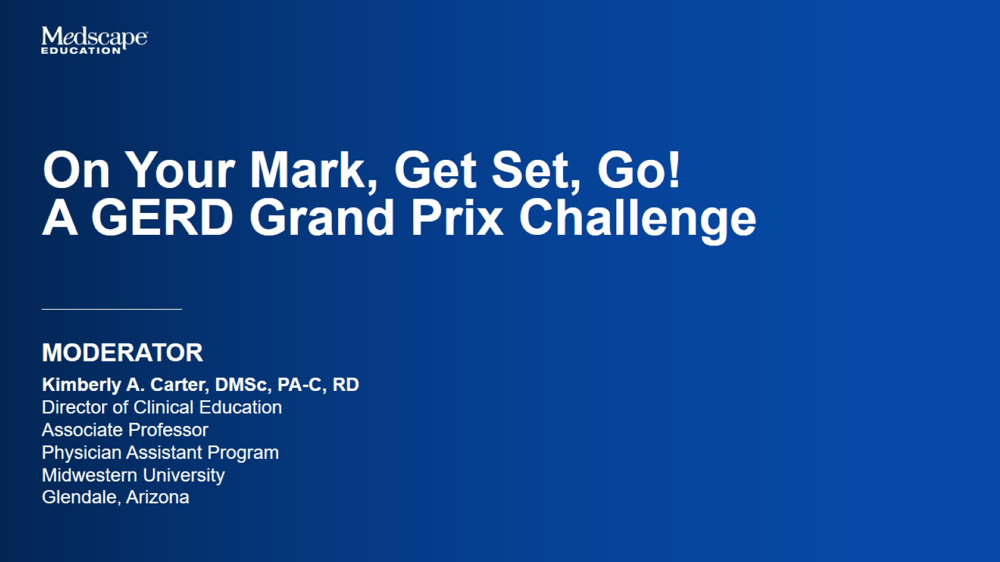 Medscape
EDUCATION
On Your Mark, Get Set, Go!
A GERD Grand Prix Challenge
MODERATOR
Kimberly A. Carter, DMSc, PA-C, RD
Director of Clinical Education
Associate Professor
Physician Assistant Program
Midwestern University
Glendale, Arizona